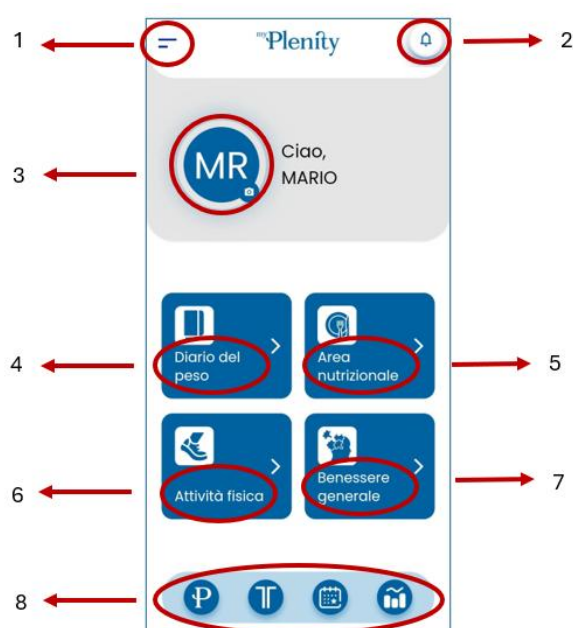 1
myPlenity
2
3
MR
Ciao,
MARIO
4
Diario del
peso
Area
nutrizionale
5
6
Attività fisica
Benessere
generale
7
8
P
T